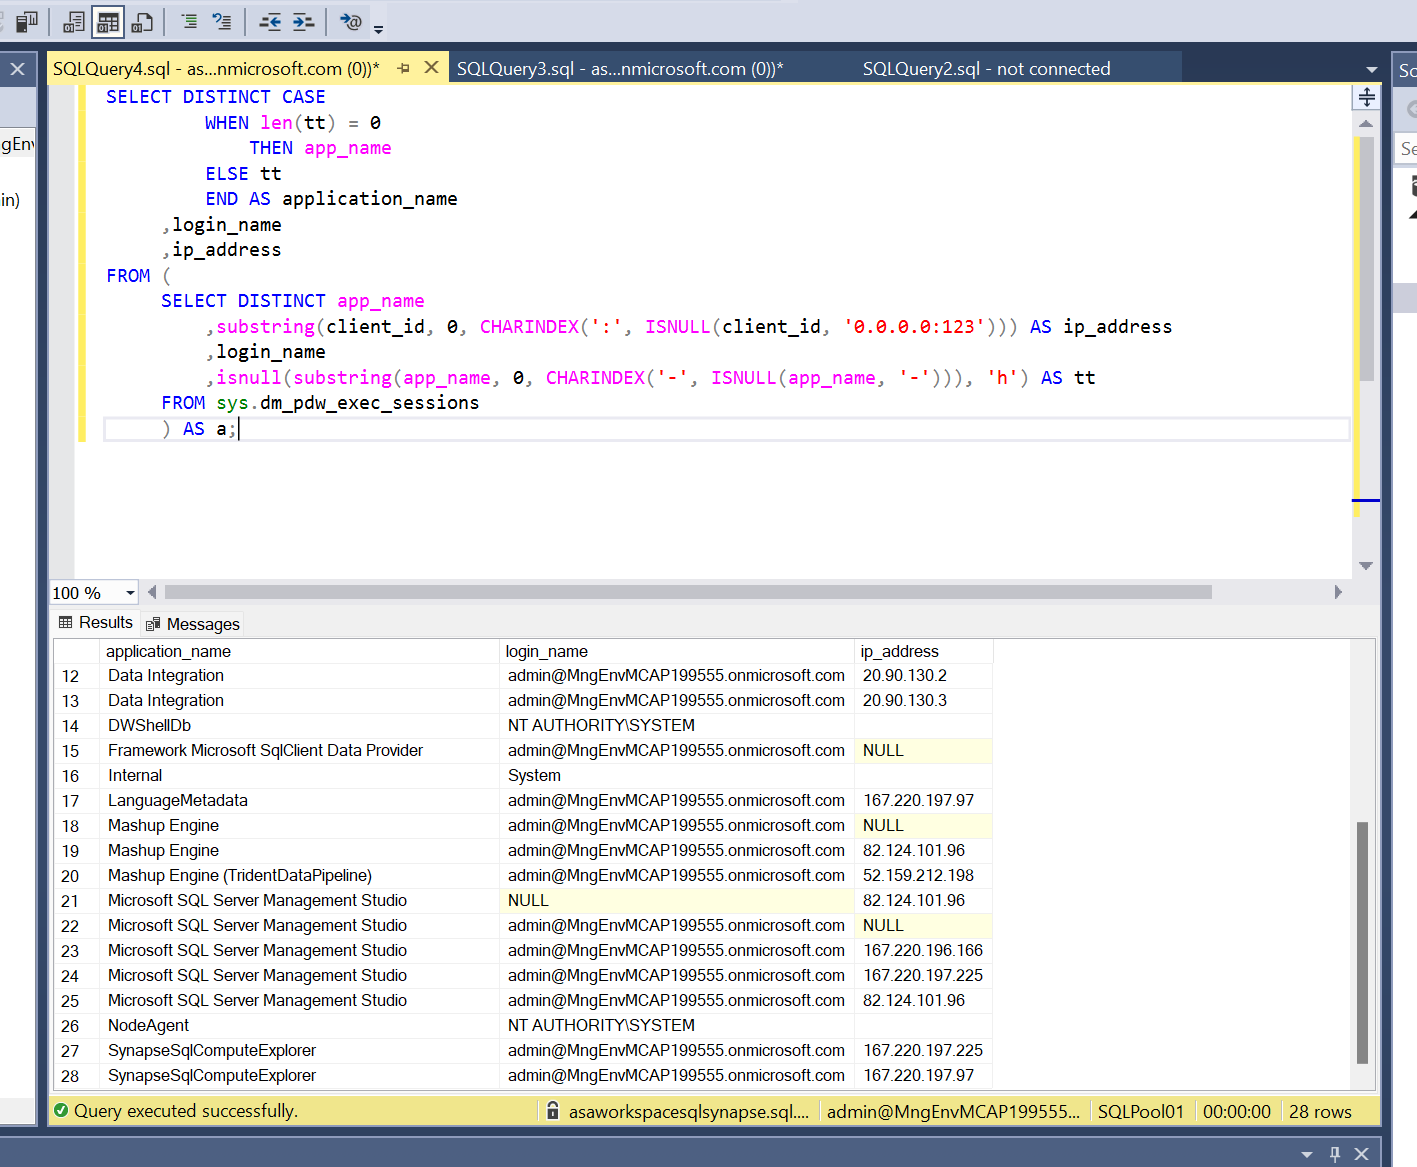 SQLQuery4.sql - as...nmicrosoft.com (0))*
SQLQuery3.sql - as...nmicrosoft.com (0))*
SQLQuery2.sql - not connected
SELECT DISTINCT CASE
WHEN len(tt) = 0
THEN app_name
ELSE tt
END AS application_name
,login_name
,ip_address
FROM (
SELECT DISTINCT app_name
,substring(client_id, 0, CHARINDEX(':', ISNULL(client_id, '0.0.0.0:123'))) AS ip_address
,login_name
,isnull(substring(app_name, 0, CHARINDEX('-', ISNULL(app_name, '-'))), 'h') AS tt
FROM sys.dm_pdw_exec_sessions
) AS a;
100 %
Results Messages
application_name login_name ip_address
12 Data Integration admin@MngEnvMCAP199555.onmicrosoft.com 20.90.130.2
13 Data Integration admin@MngEnvMCAP199555.onmicrosoft.com 20.90.130.3
14 DWShellDb NT AUTHORITY\SYSTEM
15 Framework Microsoft SqlClient Data Provider admin@MngEnvMCAP199555.onmicrosoft.com NULL
16 Internal System
17 LanguageMetadata admin@MngEnvMCAP199555.onmicrosoft.com 167.220.197.97
18 Mashup Engine admin@MngEnvMCAP199555.onmicrosoft.com NULL
19 Mashup Engine admin@MngEnvMCAP199555.onmicrosoft.com 82.124.101.96
20 Mashup Engine (TridentDataPipeline) admin@MngEnvMCAP199555.onmicrosoft.com 52.159.212.198
21 Microsoft SQL Server Management Studio NULL 82.124.101.96
22 Microsoft SQL Server Management Studio admin@MngEnvMCAP199555.onmicrosoft.com NULL
23 Microsoft SQL Server Management Studio admin@MngEnvMCAP199555.onmicrosoft.com 167.220.196.166
24 Microsoft SQL Server Management Studio admin@MngEnvMCAP199555.onmicrosoft.com 167.220.197.225
25 Microsoft SQL Server Management Studio admin@MngEnvMCAP199555.onmicrosoft.com 82.124.101.96
26 NodeAgent NT AUTHORITY\SYSTEM
27 SynapseSqlComputeExplorer admin@MngEnvMCAP199555.onmicrosoft.com 167.220.197.225
28 SynapseSqlComputeExplorer admin@MngEnvMCAP199555.onmicrosoft.com 167.220.197.97
Query executed successfully. asaworkspacesqlsynapse.sql.... admin@MngEnvMCAP199555... SQLPool01 00:00:00 28 rows